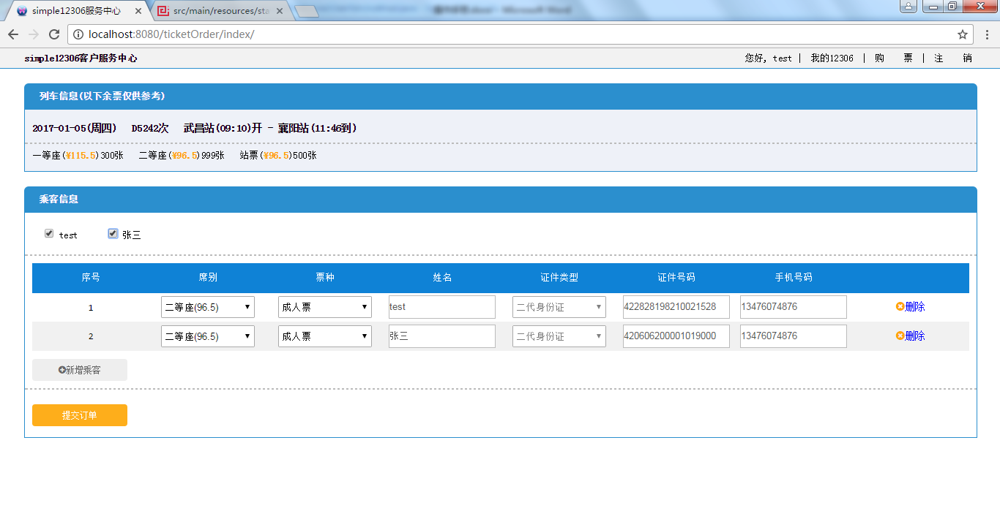 simple12306服务中心 src/main/resources/sta
localhost:8080/ticketOrder/index/
simple12306客户服务中心 您好, test | 我的12306 | 购 票 | 注 销
列车信息(以下余票仅供参考)
2017-01-05(周四) D5242次 武昌站(09:10)开 - 襄阳站(11:46到)
一等座(¥115.5)300张 二等座(¥96.5)999张 站票(¥96.5)500张
乘客信息
test 张三
序号 席别 票种 姓名 证件类型 证件号码 手机号码
1 二等座(96.5) 成人票 test 二代身份证 422828198210021528 13476074876 删除
2 二等座(96.5) 成人票 张三 二代身份证 420606200001019000 13476074876 删除
新增乘客
提交订单